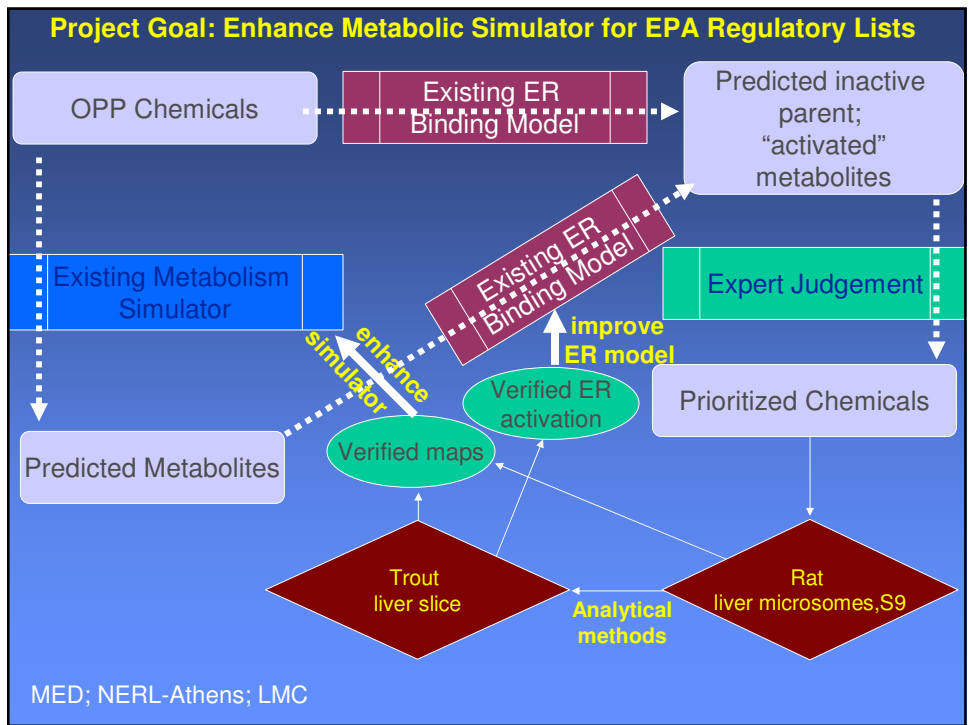 Project Goal: Enhance Metabolic Simulator for EPA Regulatory Lists
OPP Chemicals
Existing ER
Binding Model
Predicted inactive
parent;
“activated”
metabolites
Existing Metabolism
Simulator
Existing ER
Binding Model
Expert Judgement
enhance
simulator
improve
ER model
Verified ER
activation
Prioritized Chemicals
Predicted Metabolites
Verified maps
Trout
liver slice
Analytical
methods
Rat
liver microsomes,S9
MED; NERL-Athens; LMC